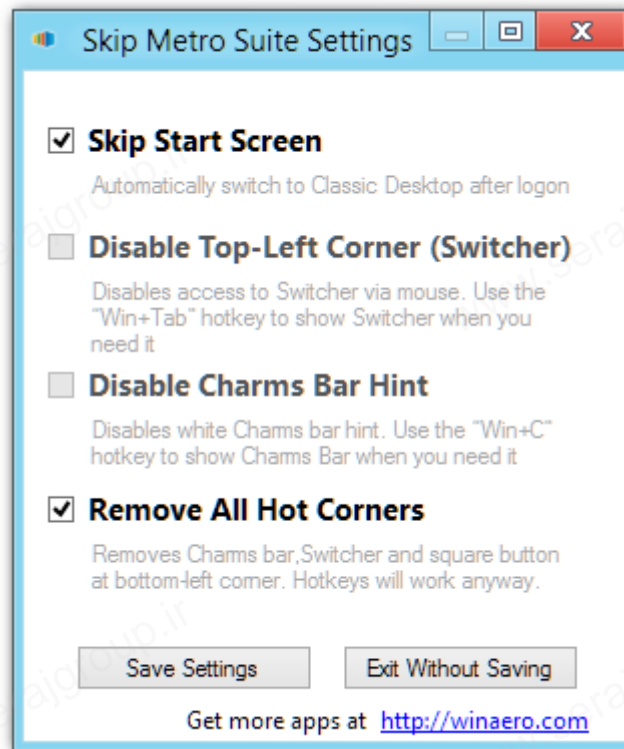 Skip Metro Suite Settings
Skip Start Screen
Automatically switch to Classic Desktop after logon
Disable Top-Left Corner (Switcher)
Disables access to Switcher via mouse. Use the
"Win+Tab" hotkey to show Switcher when you
need it
Disable Charms Bar Hint
Disables white Charms bar hint. Use the "Win+C"
hotkey to show Charms Bar when you need it
Remove All Hot Corners
Removes Charms bar,Switcher and square button
at bottom-left corner. Hotkeys will work anyway.
Save Settings Exit Without Saving
Get more apps at http://winaero.com